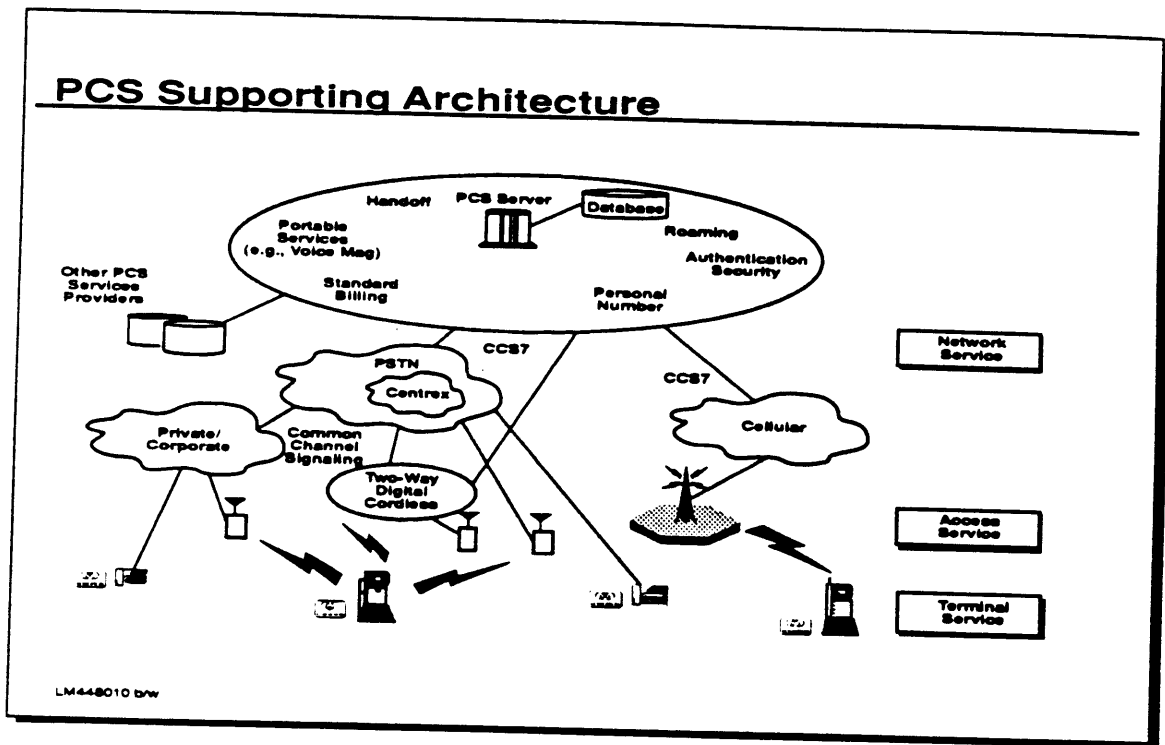 PCS Supporting Architecture
Handoff
PCS Server
Database
Portable
Services
(e.g., Voice Mag)
Roaming
Authentication
Security
Other PCS
Services
Providers
Standard
Billing
Personal
Number
CCS7
Network
Service
PSTN
Centrex
CCS7
Private/
Corporate
Common
Channel
Signaling
Cellular
Two-Way
Digital
Cordless
Access
Service
Terminal
Service
LM448010 b/w